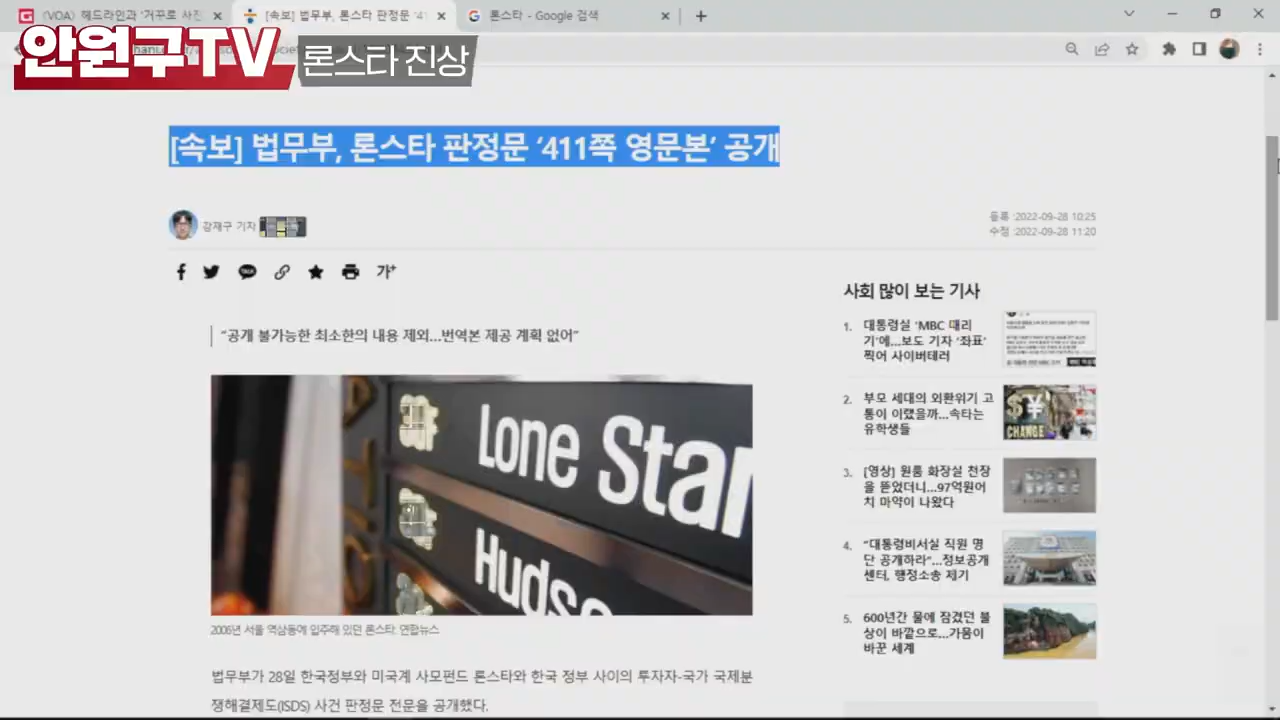 (VOA) 헤드라인과 '거꾸로 사진
[속보] 법무부, 론스타 판정문 '41
론스타 - Google 검색
안원구TV
론스타 진상
[속보] 법무부, 론스타 판정문 ‘411쪽 영문본’ 공개
강재구 기자
등록 :2022-09-28 10:25
수정 :2022-09-28 11:20
TALK
가+
“공개 불가능한 최소한의 내용 제외...번역본 제공 계획 없어”
Lone Star
Hudso
2006년 서울 역삼동에 입주해 있던 론스타. 연합뉴스
법무부가 28일 한국정부와 미국계 사모펀드 론스타와 한국 정부 사이의 투자자-국가 국제분
쟁해결제도(ISDS) 사건 판정문 전문을 공개했다.
사회 많이 보는 기사
1. 대통령실 ‘MBC 때리
기’에...보도 기자 ‘좌표’
찍어 사이버테러
2. 부모 세대의 외환위기 고
통이 이랬을까...속타는
유학생들
CHANGE
3. [영상] 원룸 화장실 천장
을 뜯었더니...97억원어
치 마약이 나왔다
4. “대통령비서실 직원 명
단 공개하라”...정보공개
센터, 행정소송 제기
5. 600년간 물에 잠겼던 불
상이 바깥으로...가뭄이
바꾼 세계